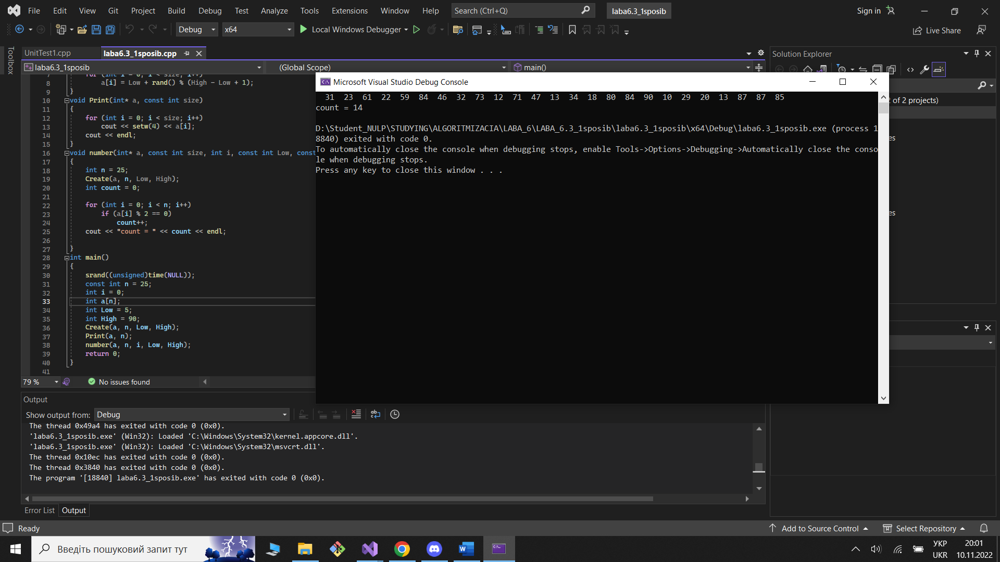 File Edit View Git Project Build Debug Test Analyze Tools Extensions Window Help Search (Ctrl+Q) laba6.3_1sposib Sign in
Debug x64 Local Windows Debugger Live Share
Toolbox
UnitTest1.cpp laba6.3_1sposib.cpp
laba6.3_1sposib (Global Scope) main()
7 for (int i = 0; i < size; i++)
8 a[i] = Low + rand() % (High - Low + 1);
9 }
10 void Print(int* a, const int size)
11 {
12 for (int i = 0; i < size; i++)
13 cout << setw(4) << a[i];
14 cout << endl;
15 }
16 void number(int* a, const int size, int i, const int Low, const
17 {
18 int n = 25;
19 Create(a, n, Low, High);
20 int count = 0;
21
22 for (int i = 0; i < n; i++)
23 if (a[i] % 2 == 0)
24 count++;
25 cout << "count = " << count << endl;
26
27 }
28 int main()
29 {
30 srand((unsigned)time(NULL));
31 const int n = 25;
32 int i = 0;
33 int a[n];
34 int Low = 5;
35 int High = 90;
36 Create(a, n, Low, High);
37 Print(a, n);
38 number(a, n, i, Low, High);
39 return 0;
40 }
41
79 % No issues found
Microsoft Visual Studio Debug Console
31 23 61 22 59 84 46 32 73 12 71 47 13 34 18 80 84 90 10 29 20 13 87 87 85
count = 14
D:\Student_NULP\STUDYING\ALGORITMIZACIA\LABA_6\LABA_6.3_1sposib\laba6.3_1sposib\x64\Debug\laba6.3_1sposib.exe (process 1
8840) exited with code 0.
To automatically close the console when debugging stops, enable Tools->Options->Debugging->Automatically close the conso
le when debugging stops.
Press any key to close this window . . .
Solution Explorer
of 2 projects)
es
es
Output
Show output from: Debug
The thread 0x49a4 has exited with code 0 (0x0).
'laba6.3_1sposib.exe' (Win32): Loaded 'C:\Windows\System32\kernel.appcore.dll'.
'laba6.3_1sposib.exe' (Win32): Loaded 'C:\Windows\System32\msvcrt.dll'.
The thread 0x10ec has exited with code 0 (0x0).
The thread 0x3840 has exited with code 0 (0x0).
The program '[18840] laba6.3_1sposib.exe' has exited with code 0 (0x0).
Error List Output
Ready Add to Source Control Select Repository
Введіть пошуковий запит тут УКР 20:01
UKR 10.11.2022